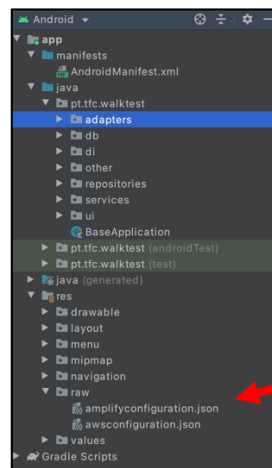 Android
app
manifests
AndroidManifest.xml
java
pt.tfc.walktest
adapters
db
di
other
repositories
services
ui
BaseApplication
pt.tfc.walktest (androidTest)
pt.tfc.walktest (test)
java (generated)
res
drawable
layout
menu
mipmap
navigation
raw
amplifyconfiguration.json
awsconfiguration.json
values
Gradle Scripts